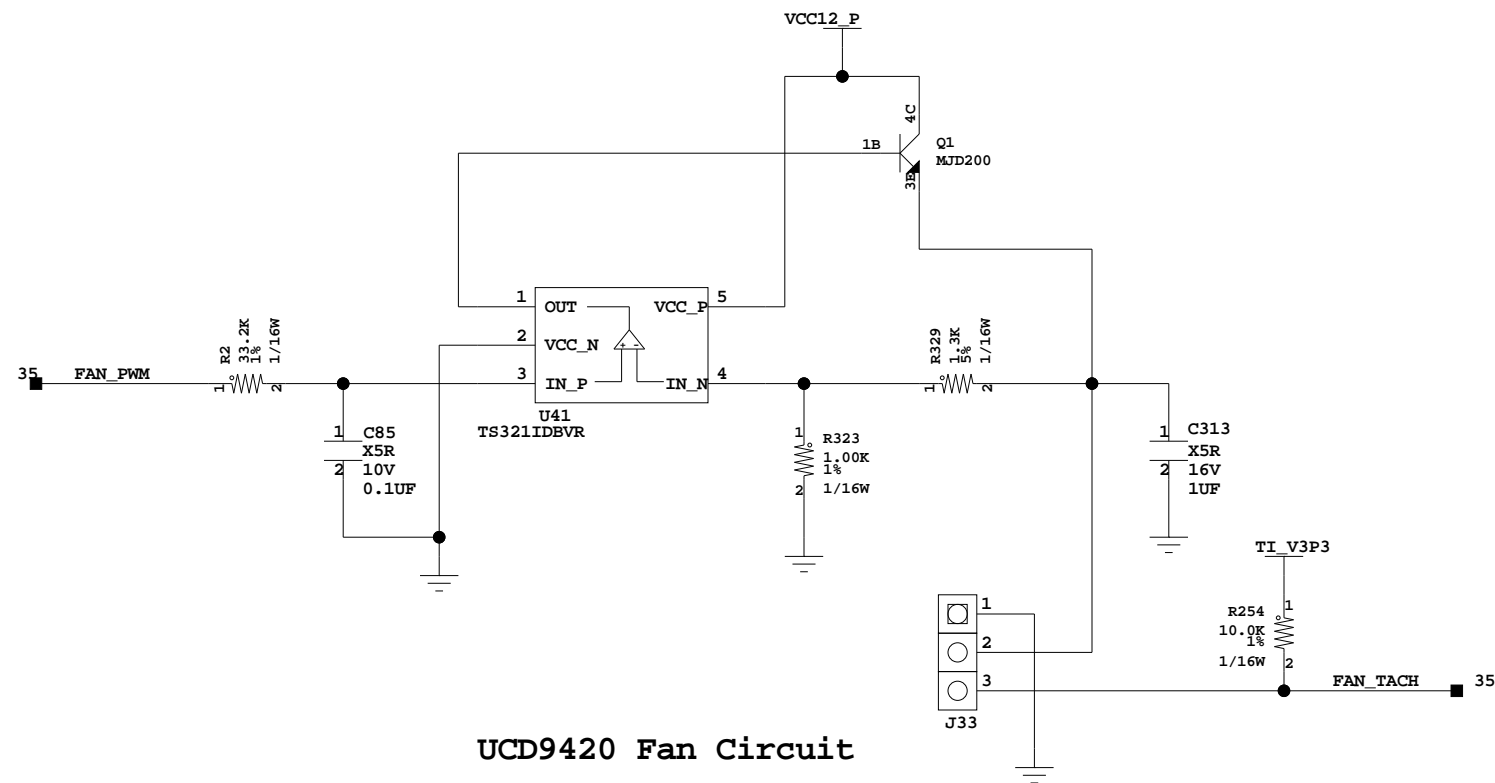 VCC12_P
4C
1B
Q1
MJD200
3E
1
OUT
VCC_P
5
2
VCC_N
3
IN_P
+ -
IN_N
4
U41
TS321IDBVR
35
FAN_PWM
1
R2
33.2K
1%
1/16W
2
1
C85
X5R
2
10V
0.1UF
1
R329
1.3K
5%
1/16W
2
1
R323
1.00K
1%
2
1/16W
1
C313
X5R
2
16V
1UF
TI_V3P3
R254
1
10.0K
1%
1/16W
2
1
2
3
J33
FAN_TACH
35
UCD9420 Fan Circuit